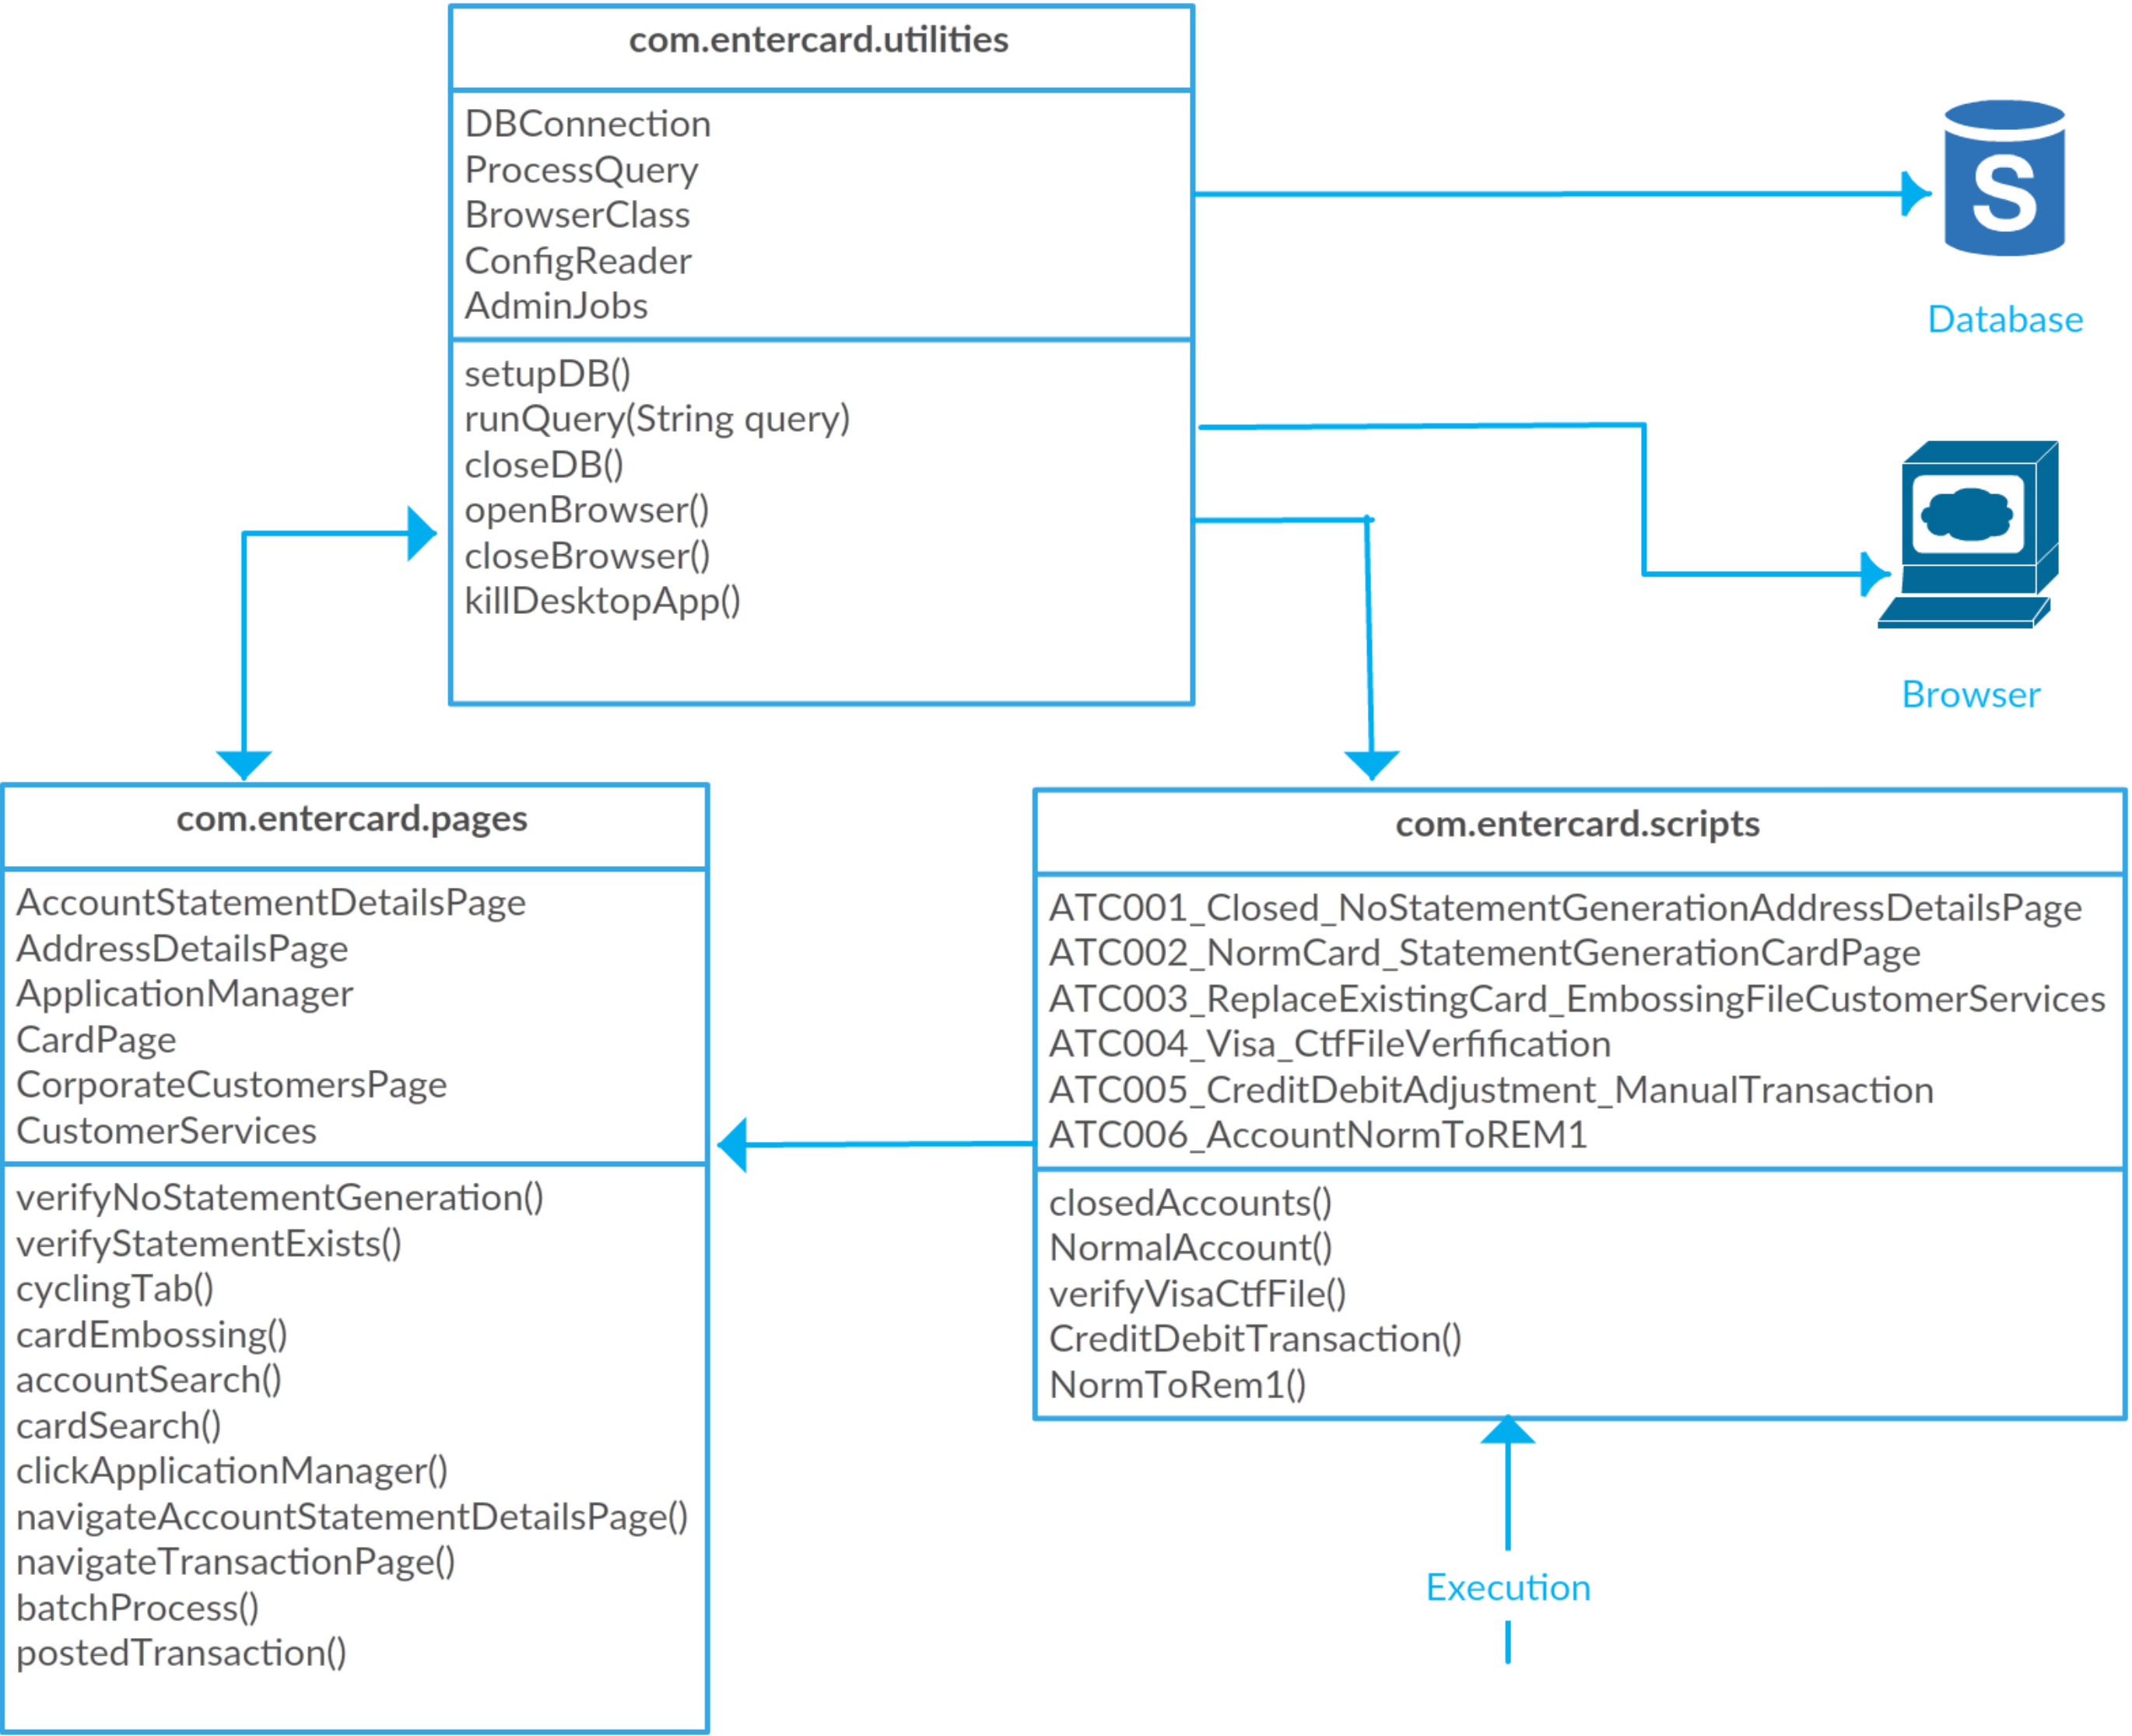 com.entercard.utilities
DBConnection
ProcessQuery
BrowserClass
ConfigReader
AdminJobs
setupDB()
runQuery(String query)
closeDB()
openBrowser()
closeBrowser()
killDesktopApp()
S
Database
Browser
com.entercard.pages
AccountStatementDetailsPage
AddressDetailsPage
ApplicationManager
CardPage
CorporateCustomersPage
CustomerServices
verifyNoStatementGeneration()
verifyStatementExists()
cyclingTab()
cardEmbossing()
accountSearch()
cardSearch()
clickApplicationManager()
navigateAccountStatementDetailsPage()
navigateTransactionPage()
batchProcess()
postedTransaction()
com.entercard.scripts
ATC001_Closed_NoStatementGenerationAddressDetailsPage
ATC002_NormCard_StatementGenerationCardPage
ATC003_ReplaceExistingCard_EmbossingFileCustomerServices
ATC004_Visa_CtfFileVerfification
ATC005_CreditDebitAdjustment_ManualTransaction
ATC006_AccountNormToREM1
closedAccounts()
NormalAccount()
verifyVisaCtfFile()
CreditDebitTransaction()
NormToRem1()
Execution